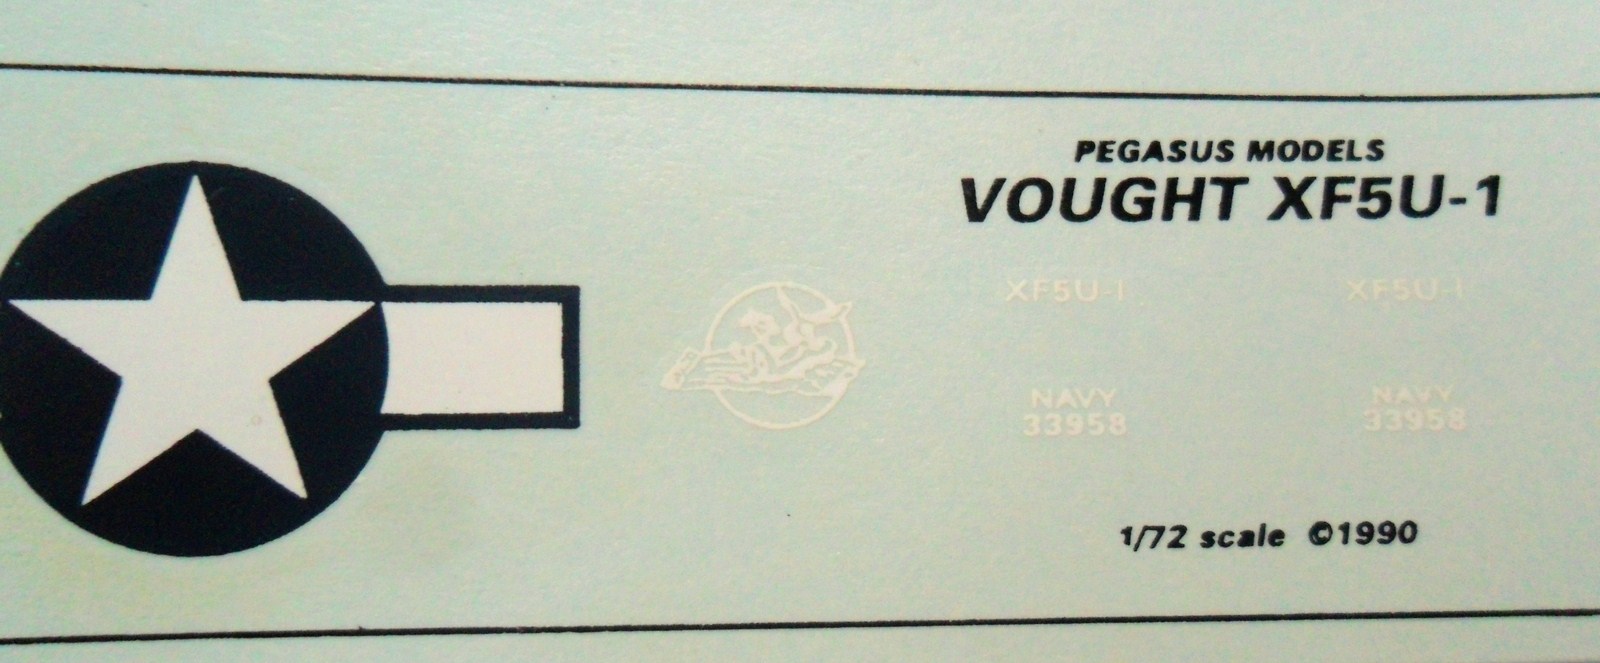 PEGASUS MODELS
VOUGHT XF5U-1
XF5U-1 XF5U-1
NAVY NAVY
33958 33958
1/72 scale ©1990